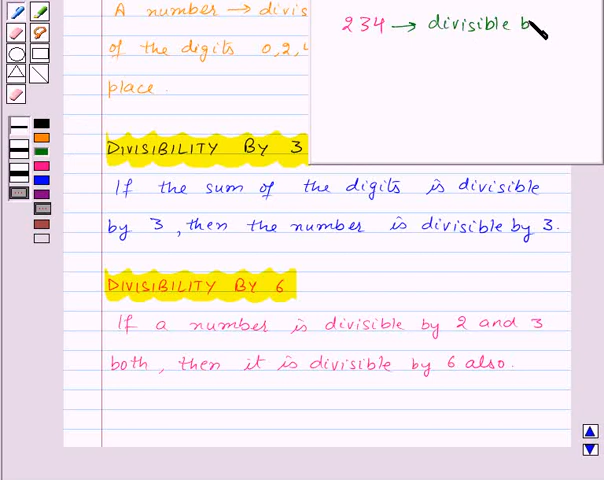 A number → divis
of the digits 0,2,4
place.
234 → divisible b
DIVISIBILITY BY 3
If the sum of the digits is divisible
by 3, then the number is divisible by 3.
DIVISIBILITY BY 6
If a number is divisible by 2 and 3
both, then it is divisible by 6 also.